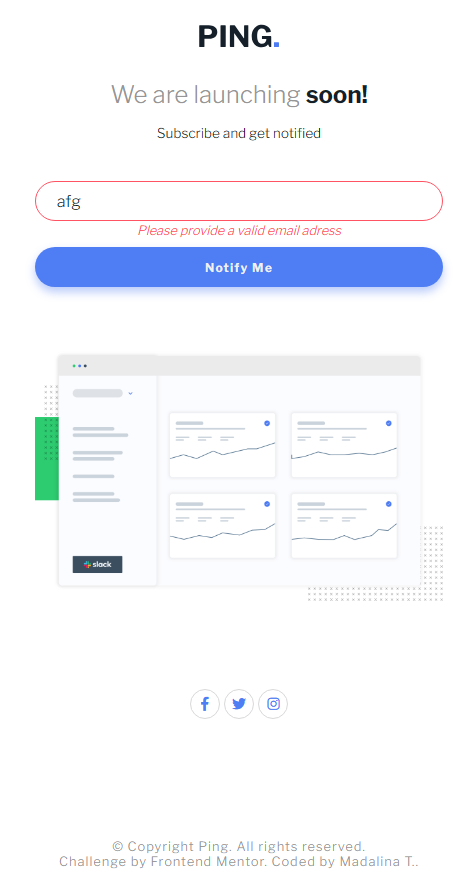 PING.
We are launching soon!
Subscribe and get notified
afg
Please provide a valid email adress
Notify Me
slack
© Copyright Ping. All rights reserved.
Challenge by Frontend Mentor. Coded by Madalina T..